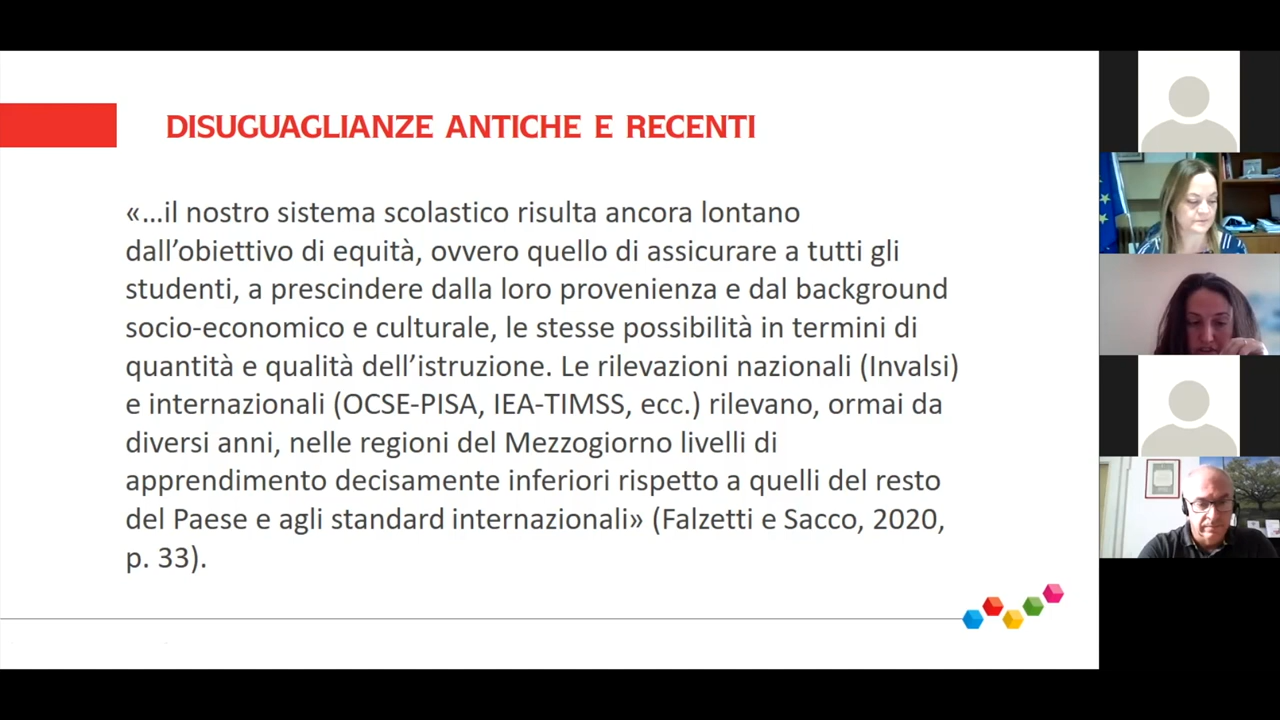 DISUGUAGLIANZE ANTICHE E RECENTI
«…il nostro sistema scolastico risulta ancora lontano
dall’obiettivo di equità, ovvero quello di assicurare a tutti gli
studenti, a prescindere dalla loro provenienza e dal background
socio-economico e culturale, le stesse possibilità in termini di
quantità e qualità dell’istruzione. Le rilevazioni nazionali (Invalsi)
e internazionali (OCSE-PISA, IEA-TIMSS, ecc.) rilevano, ormai da
diversi anni, nelle regioni del Mezzogiorno livelli di
apprendimento decisamente inferiori rispetto a quelli del resto
del Paese e agli standard internazionali» (Falzetti e Sacco, 2020,
p. 33).